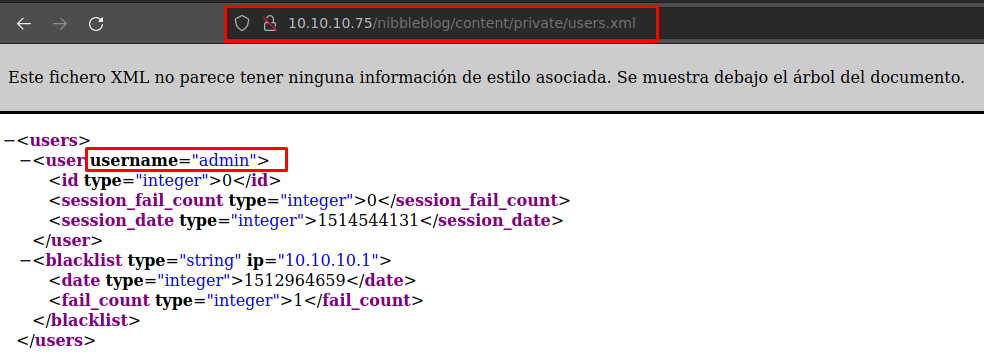 10.10.10.75/nibbleblog/content/private/users.xml
Este fichero XML no parece tener ninguna información de estilo asociada. Se muestra debajo el árbol del documento.
−<users>
−<user username="admin">
<id type="integer">0</id>
<session_fail_count type="integer">0</session_fail_count>
<session_date type="integer">1514544131</session_date>
</user>
−<blacklist type="string" ip="10.10.10.1">
<date type="integer">1512964659</date>
<fail_count type="integer">1</fail_count>
</blacklist>
</users>